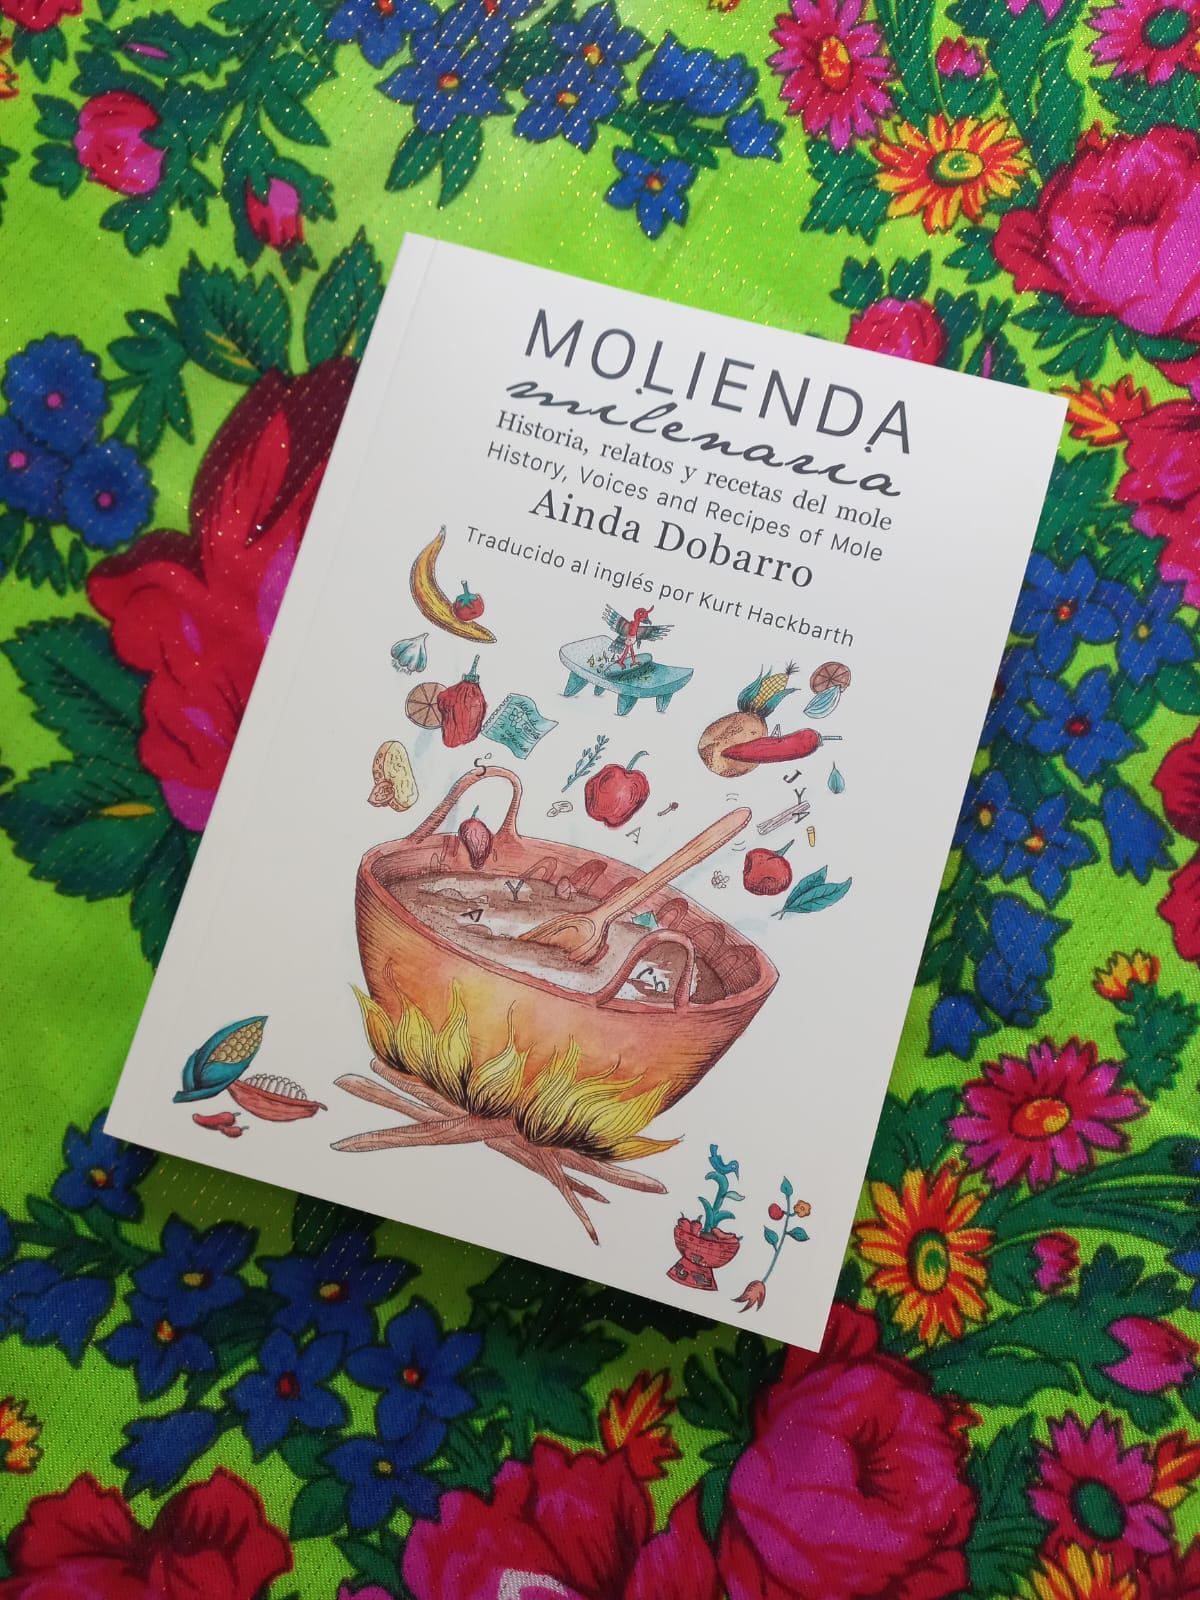 MOLIENDA
milenaria
Historia, relatos y recetas del mole
History, Voices and Recipes of Mole
Ainda Dobarro
Traducido al inglés por Kurt Hackbarth
S
A
A
J
Y
A
Y
A
Ch